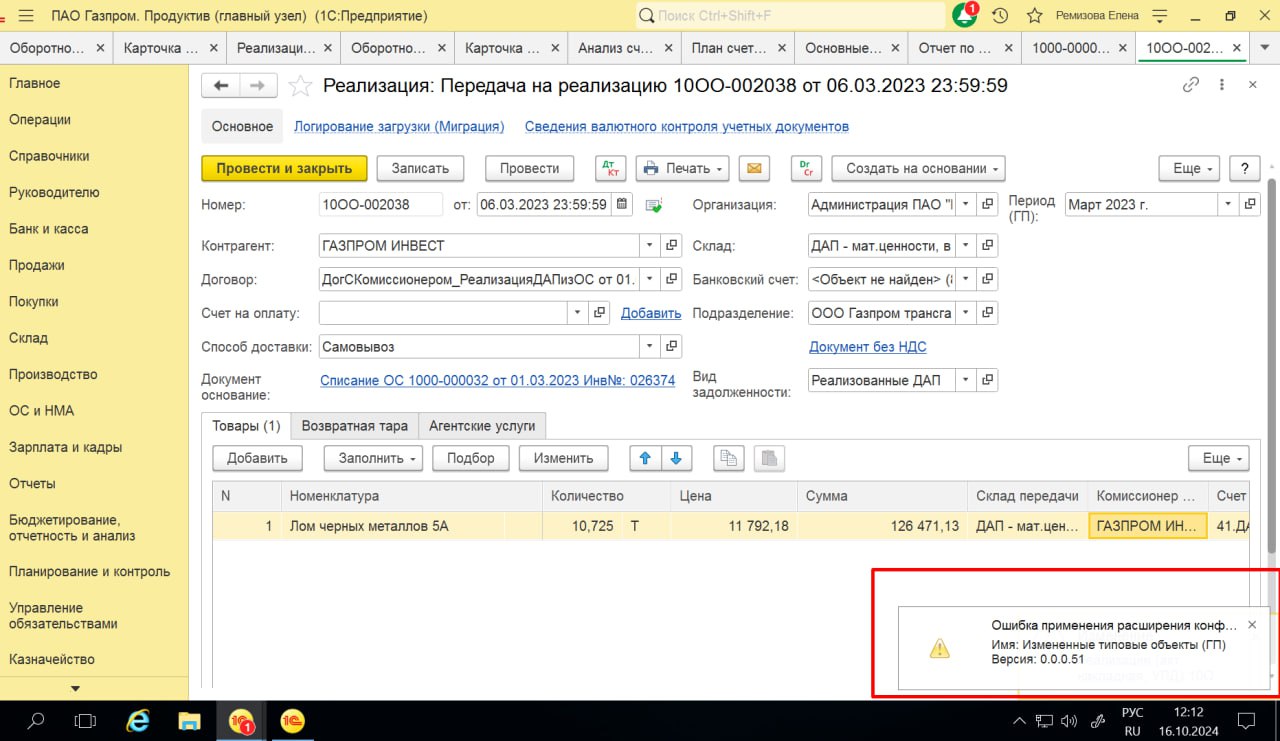 ПАО Газпром. Продуктив (главный узел) (1С:Предприятие)
Поиск Ctrl+Shift+F
1
Ремизова Елена
Оборотно...
Карточка ...
Реализаци...
Оборотно...
Карточка ...
Анализ сч...
План счет...
Основные...
Отчет по ...
1000-0000...
10ОО-002...
Главное
Операции
Справочники
Руководителю
Банк и касса
Продажи
Покупки
Склад
Производство
ОС и НМА
Зарплата и кадры
Отчеты
Бюджетирование,
отчетность и анализ
Планирование и контроль
Управление
обязательствами
Казначейство
Реализация: Передача на реализацию 10ОО-002038 от 06.03.2023 23:59:59
Основное
Логирование загрузки (Миграция)
Сведения валютного контроля учетных документов
Провести и закрыть
Записать
Провести
Дт
Кт
Печать
Dr
Cr
Создать на основании
Еще
?
Номер:
10ОО-002038
от:
06.03.2023 23:59:59
Организация:
Администрация ПАО "
Период
(ГП):
Март 2023 г.
Контрагент:
ГАЗПРОМ ИНВЕСТ
Склад:
ДАП - мат.ценности, в
Договор:
ДогСКомиссионером_РеализацияДАПизОС от 01.
Банковский счет:
<Объект не найден> (
Счет на оплату:
Добавить
Подразделение:
ООО Газпром трансга
Способ доставки:
Самовывоз
Документ без НДС
Документ
основание:
Списание ОС 1000-000032 от 01.03.2023 Инв№: 026374
Вид
задолженности:
Реализованные ДАП
Товары (1)
Возвратная тара
Агентские услуги
Добавить
Заполнить
Подбор
Изменить
Еще
N
Номенклатура
Количество
Цена
Сумма
Склад передачи
Комиссионер ...
Счет
1
Лом черных металлов 5А
10,725
Т
11 792,18
126 471,13
ДАП - мат.цен...
ГАЗПРОМ ИН...
41.ДА
Ошибка применения расширения конф...
Имя: Измененные типовые объекты (ГП)
Версия: 0.0.0.51
1С
1
1С
РУС
RU
12:12
16.10.2024